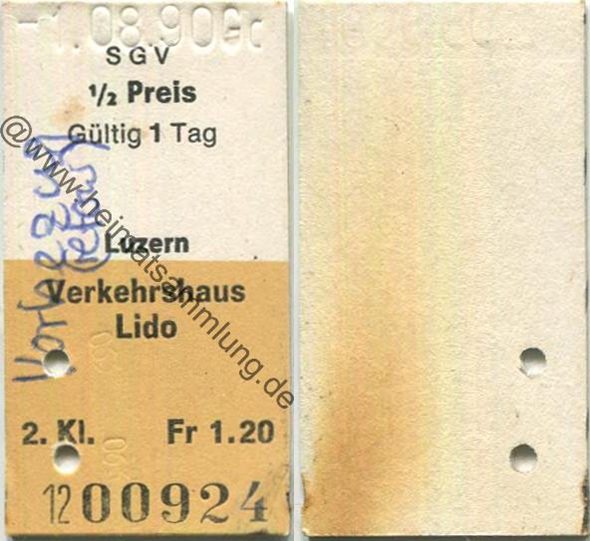 -1.08.90
SGV
1/2 Preis
Gültig 1 Tag
Luzern
Verkehrshaus
Lido
2. Kl. Fr 1.20
12 00924
@www.heimatsammlung.de